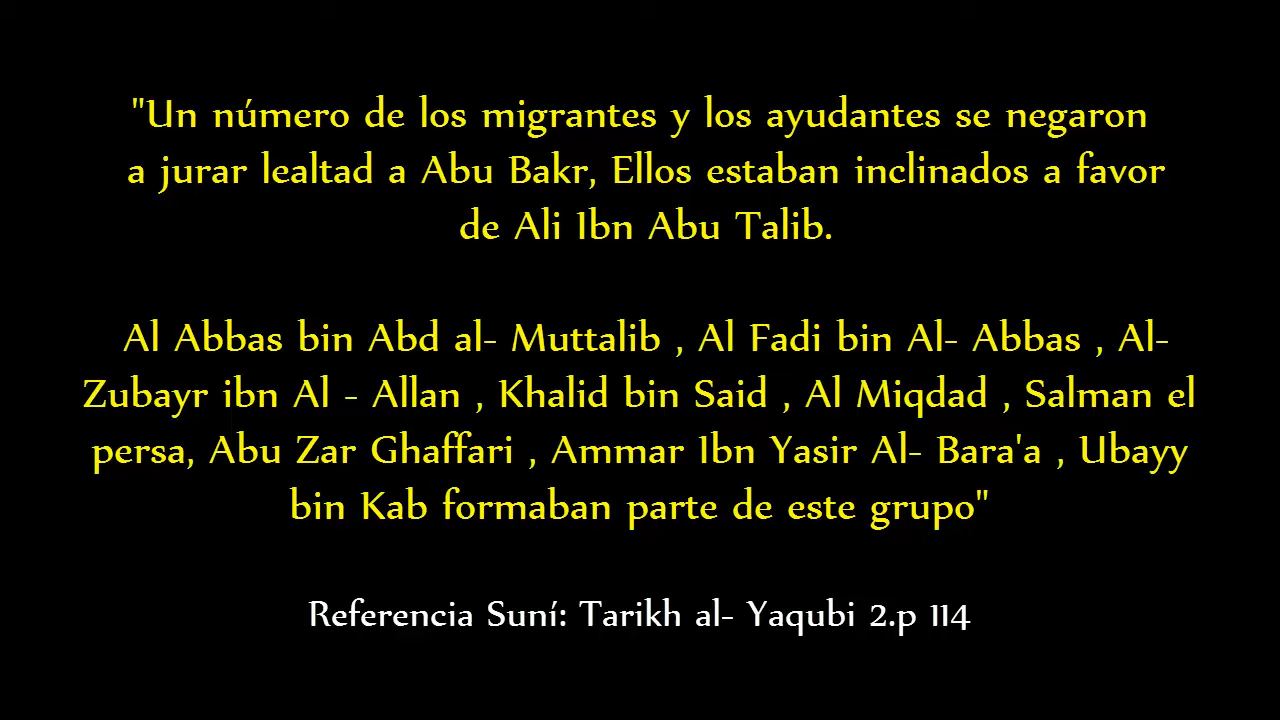 "Un número de los migrantes y los ayudantes se negaron
a jurar lealtad a Abu Bakr, Ellos estaban inclinados a favor
de Ali Ibn Abu Talib.
Al Abbas bin Abd al- Muttalib , Al Fadi bin Al- Abbas , Al-
Zubayr ibn Al - Allan , Khalid bin Said , Al Miqdad , Salman el
persa, Abu Zar Ghaffari , Ammar Ibn Yasir Al- Bara'a , Ubayy
bin Kab formaban parte de este grupo"
Referencia Suní: Tarikh al- Yaqubi 2.p 114